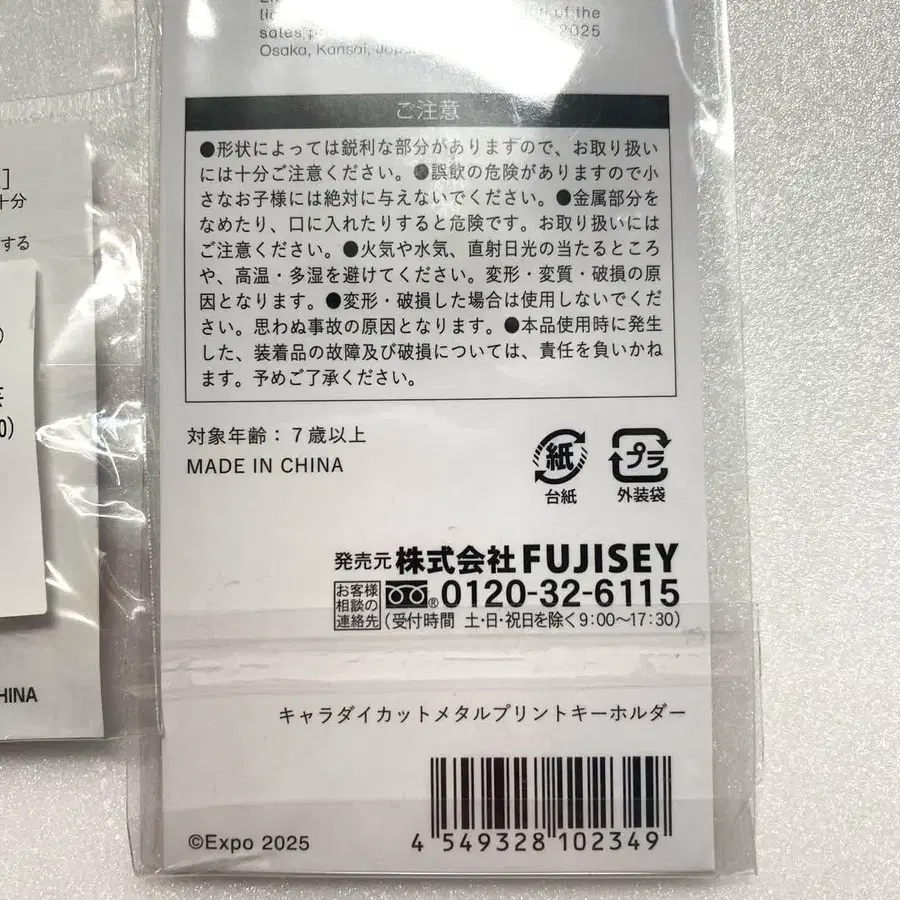 of the
sales p
2025
Osaka, Kansai, Japa
ご注意
●形状によっては鋭利な部分がありますので、お取り扱い
には十分ご注意ください。●誤飲の危険がありますので小
さなお子様には絶対に与えないでください。●金属部分を
なめたり、口に入れたりすると危険です。お取り扱いには
ご注意ください。●火気や水気、直射日光の当たるところ
や、高温・多湿を避けてください。変形・変質・破損の原
因となります。●変形・破損した場合は使用しないでくだ
さい。思わぬ事故の原因となります。●本品使用時に発生
した、装着品の故障及び破損については、責任を負いかね
ます。予めご了承ください。
対象年齢：７歳以上
MADE IN CHINA
紙
台紙
プラ
外装袋
発売元 株式会社 FUJISEY
お客様
相談の
連絡先
0120-32-6115
(受付時間 土・日・祝日を除く9:00～17:30)
キャラダイカットメタルプリントキーホルダー
©Expo 2025
4 549328 102349
]
十分
する
0)
HINA